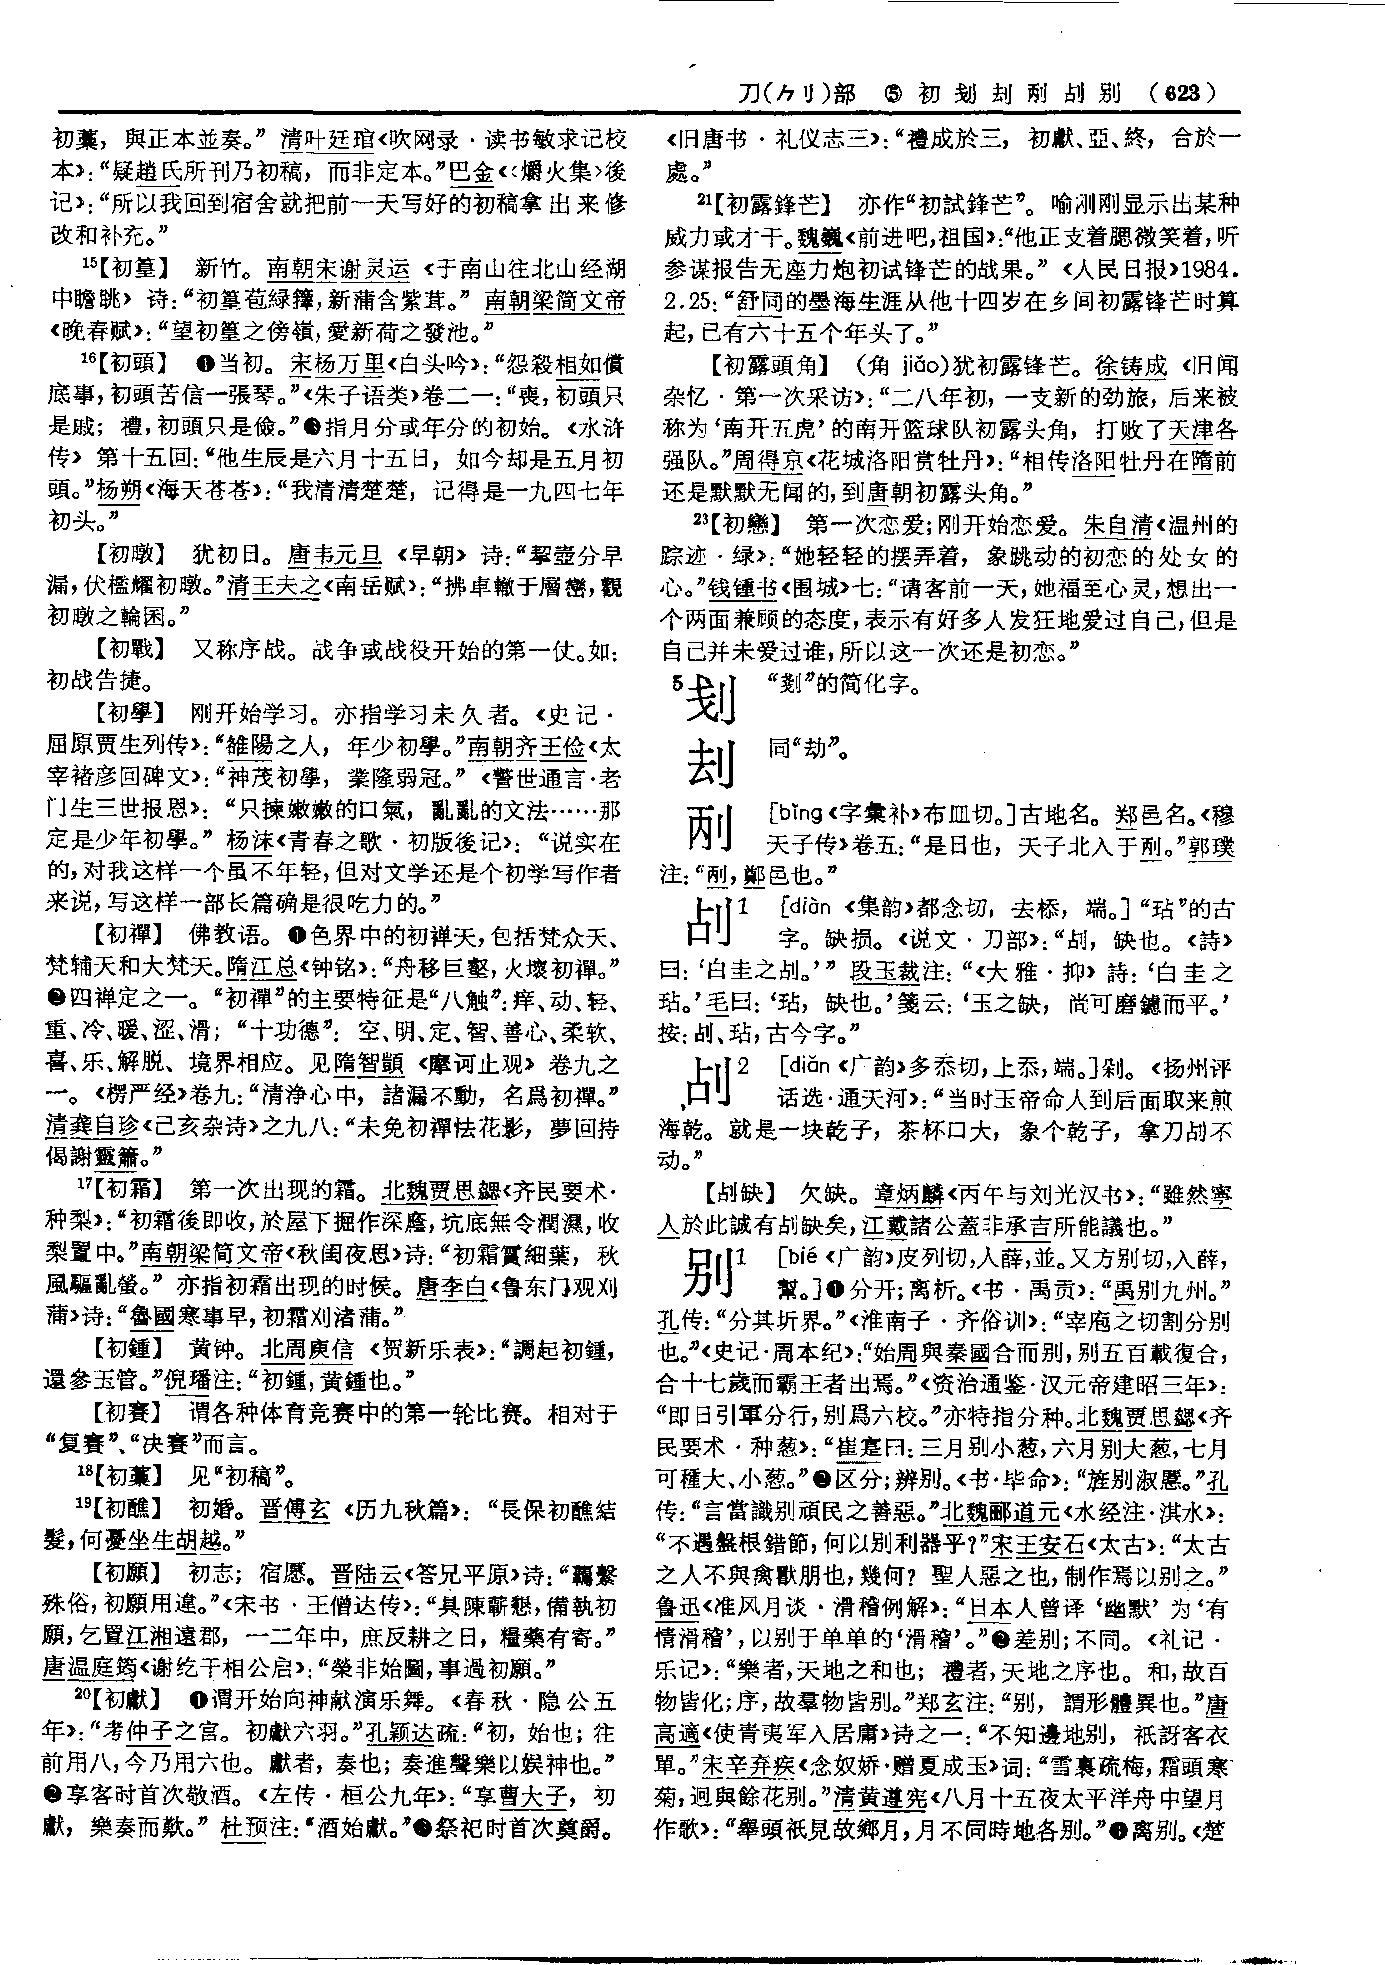 刀(⺈刂)部 ⑤ 初 刬 刦 𠛥 刮 别 (623)
初藁，與正本並奏。”清叶廷琯《吹网录·读书敏求记校
本》：“疑趙氏所刊乃初稿，而非定本。”巴金《〈爝火集〉後
记》：“所以我回到宿舍就把前一天写好的初稿拿出来修
改和补充。”
15【初篁】 新竹。南朝宋谢灵运《于南山往北山经湖
中瞻眺》诗：“初篁苞緑籜，新蒲含紫茸。”南朝梁简文帝
《晚春赋》：“望初篁之傍嶺，愛新荷之發池。”
16【初頭】 ❶当初。宋杨万里《白头吟》：“怨殺相如償
底事，初頭苦信一張琴。”《朱子语类》卷二一：“喪，初頭只
是戚；禮，初頭只是儉。”❷指月分或年分的初始。《水浒
传》第十五回：“他生辰是六月十五日，如今却是五月初
頭。”杨朔《海天苍苍》：“我清清楚楚，记得是一九四七年
初头。”
【初暾】 犹初日。唐韦元旦《早朝》诗：“挈壺分早
漏，伏檻耀初暾。”清王夫之《南岳赋》：“拂卓轍于層巒，觀
初暾之輪囷。”
【初戰】 又称序战。战争或战役开始的第一仗。如：
初战告捷。
【初學】 刚开始学习。亦指学习未久者。《史记·
屈原贾生列传》：“雒陽之人，年少初學。”南朝齐王俭《太
宰褚彦回碑文》：“神茂初學，業隆弱冠。”《警世通言·老
门生三世报恩》：“只揀嫩嫩的口氣，亂亂的文法……那
定是少年初學。”杨沫《青春之歌·初版後记》：“说实在
的，对我这样一个虽不年轻，但对文学还是个初学写作者
来说，写这样一部长篇确是很吃力的。”
【初禪】 佛教语。❶色界中的初禅天，包括梵众天、
梵辅天和大梵天。隋江总《钟铭》：“舟移巨壑，火壞初禪。”
❷四禅定之一。“初禪”的主要特征是“八触”：痒、动、轻、
重、冷、暖、涩、滑；“十功德”：空、明、定、智、善心、柔软、
喜、乐、解脱、境界相应。见隋智顗《摩诃止观》卷九之
一。《楞严经》卷九：“清浄心中，諸漏不動，名爲初禪。”
清龚自珍《己亥杂诗》之九八：“未免初禪怯花影，夢回持
偈謝靈簫。”
17【初霜】 第一次出现的霜。北魏贾思勰《齐民要术·
种梨》：“初霜後即收，於屋下掘作深廕，坑底無令潤濕，收
梨置中。”南朝梁简文帝《秋闺夜思》诗：“初霜霣細葉，秋
風驅亂螢。”亦指初霜出现的时候。唐李白《鲁东门观刈
蒲》诗：“魯國寒事早，初霜刈渚蒲。”
【初鍾】 黄钟。北周庾信《贺新乐表》：“調起初鍾，
還參玉管。”倪璠注：“初鍾，黄鍾也。”
【初賽】 谓各种体育竞赛中的第一轮比赛。相对于
“复賽”、“决賽”而言。
18【初藁】 见“初稿”。
19【初醮】 初婚。晋傅玄《历九秋篇》：“長保初醮結
髮，何憂坐生胡越。”
【初願】 初志；宿愿。晋陆云《答兄平原》诗：“羈繫
殊俗，初願用違。”《宋书·王僧达传》：“具陳蘄懇，備執初
願，乞置江湘遠郡，一二年中，庶反耕之日，糧藥有寄。”
唐温庭筠《谢纥干相公启》：“榮非始圖，事過初願。”
20【初獻】 ❶谓开始向神献演乐舞。《春秋·隐公五
年》：“考仲子之宫。初獻六羽。”孔颖达疏：“初，始也；往
前用八，今乃用六也。獻者，奏也；奏進聲樂以娱神也。”
❷享客时首次敬酒。《左传·桓公九年》：“享曹大子，初
獻，樂奏而歎。”杜预注：“酒始獻。”❸祭祀时首次奠爵。
《旧唐书·礼仪志三》：“禮成於三，初獻、亞、終，合於一
處。”
21【初露鋒芒】 亦作“初試鋒芒”。喻刚刚显示出某种
威力或才干。魏巍《前进吧，祖国》：“他正支着腮微笑着，听
参谋报告无座力炮初试锋芒的战果。”《人民日报》1984.
2.25：“舒同的墨海生涯从他十四岁在乡间初露锋芒时算
起，已有六十五个年头了。”
【初露頭角】 (角 jiǎo)犹初露锋芒。徐铸成《旧闻
杂忆·第一次采访》：“二八年初，一支新的劲旅，后来被
称为‘南开五虎’的南开篮球队初露头角，打败了天津各
强队。”周得京《花城洛阳赏牡丹》：“相传洛阳牡丹在隋前
还是默默无闻的，到唐朝初露头角。”
23【初戀】 第一次恋爱；刚开始恋爱。朱自清《温州的
踪迹·绿》：“她轻轻的摆弄着，象跳动的初恋的处女的
心。”钱锺书《围城》七：“请客前一天，她福至心灵，想出一
个两面兼顾的态度，表示有好多人发狂地爱过自己，但是
自己并未爱过谁，所以这一次还是初恋。”
5刬 “剗”的简化字。
刦 同“劫”。
𠛥 [bǐng《字彙补》布皿切。]古地名。郑邑名。《穆
天子传》卷五：“是日也，天子北入于𠛥。”郭璞
注：“𠛥，鄭邑也。”
㓠1 [diàn《集韵》都念切，去㮇，端。]“玷”的古
字。缺损。《说文·刀部》：“㓠，缺也。《詩》
曰：‘白圭之㓠。’”段玉裁注：“《大雅·抑》詩：‘白圭之
玷。’毛曰：‘玷，缺也。’箋云：‘玉之缺，尚可磨鑢而平。’
按：㓠、玷，古今字。”
㓠2 [diǎn《广韵》多忝切，上忝，端。]剁。《扬州评
话选·通天河》：“当时玉帝命人到后面取来煎
海乾。就是一块乾子，茶杯口大，象个乾子，拿刀㓠不
动。”
【㓠缺】 欠缺。章炳麟《丙午与刘光汉书》：“雖然寧
人於此誠有㓠缺矣，江戴諸公蓋非承吉所能議也。”
别1 [bié《广韵》皮列切，入薛，並。又方别切，入薛，
幫。]❶分开；离析。《书·禹贡》：“禹别九州。”
孔传：“分其圻界。”《淮南子·齐俗训》：“宰庖之切割分别
也。”《史记·周本纪》：“始周與秦國合而别，别五百載復合，
合十七歲而霸王者出焉。”《资治通鉴·汉元帝建昭三年》：
“即日引軍分行，别爲六校。”亦特指分种。北魏贾思勰《齐
民要术·种葱》：“崔寔曰：三月别小葱，六月别大葱，七月
可種大、小葱。”❷区分；辨别。《书·毕命》：“旌别淑慝。”孔
传：“言當識别頑民之善惡。”北魏郦道元《水经注·淇水》：
“不遇盤根錯節，何以别利器乎？”宋王安石《太古》：“太古
之人不與禽獸朋也，幾何？聖人惡之也，制作焉以别之。”
鲁迅《准风月谈·滑稽例解》：“日本人曾译‘幽默’为‘有
情滑稽’，以别于单单的‘滑稽’。”❸差别；不同。《礼记·
乐记》：“樂者，天地之和也；禮者，天地之序也。和，故百
物皆化；序，故羣物皆别。”郑玄注：“别，謂形體異也。”唐
高適《使青夷军入居庸》诗之一：“不知邊地别，祇訝客衣
單。”宋辛弃疾《念奴娇·赠夏成玉》词：“雪裏疏梅，霜頭寒
菊，迥與餘花别。”清黄遵宪《八月十五夜太平洋舟中望月
作歌》：“舉頭祇見故鄉月，月不同時地各别。”❹离别。《楚